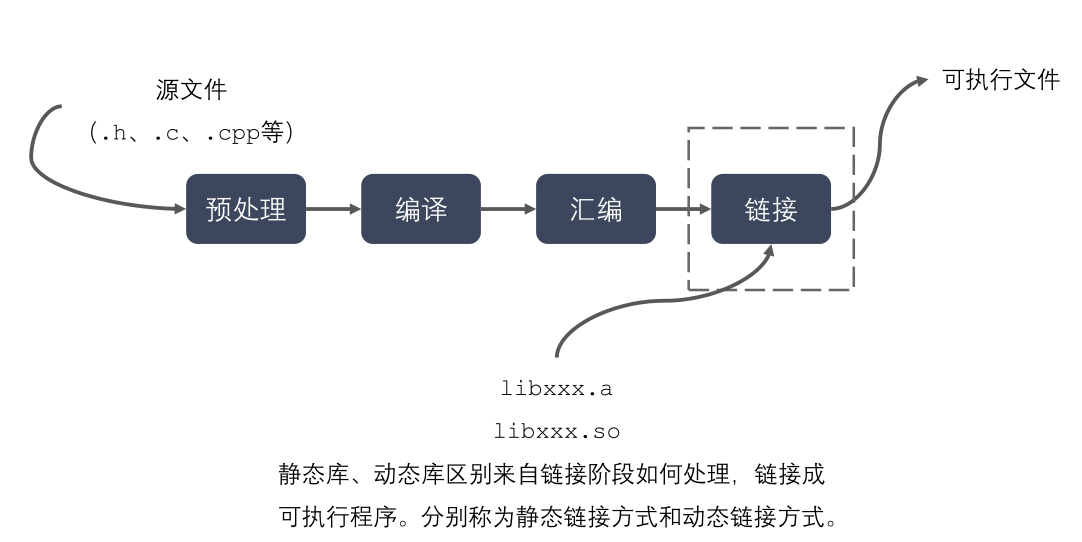 源文件
（.h、.c、.cpp等）
可执行文件
预处理
编译
汇编
链接
libxxx.a
libxxx.so
静态库、动态库区别来自链接阶段如何处理，链接成
可执行程序。分别称为静态链接方式和动态链接方式。